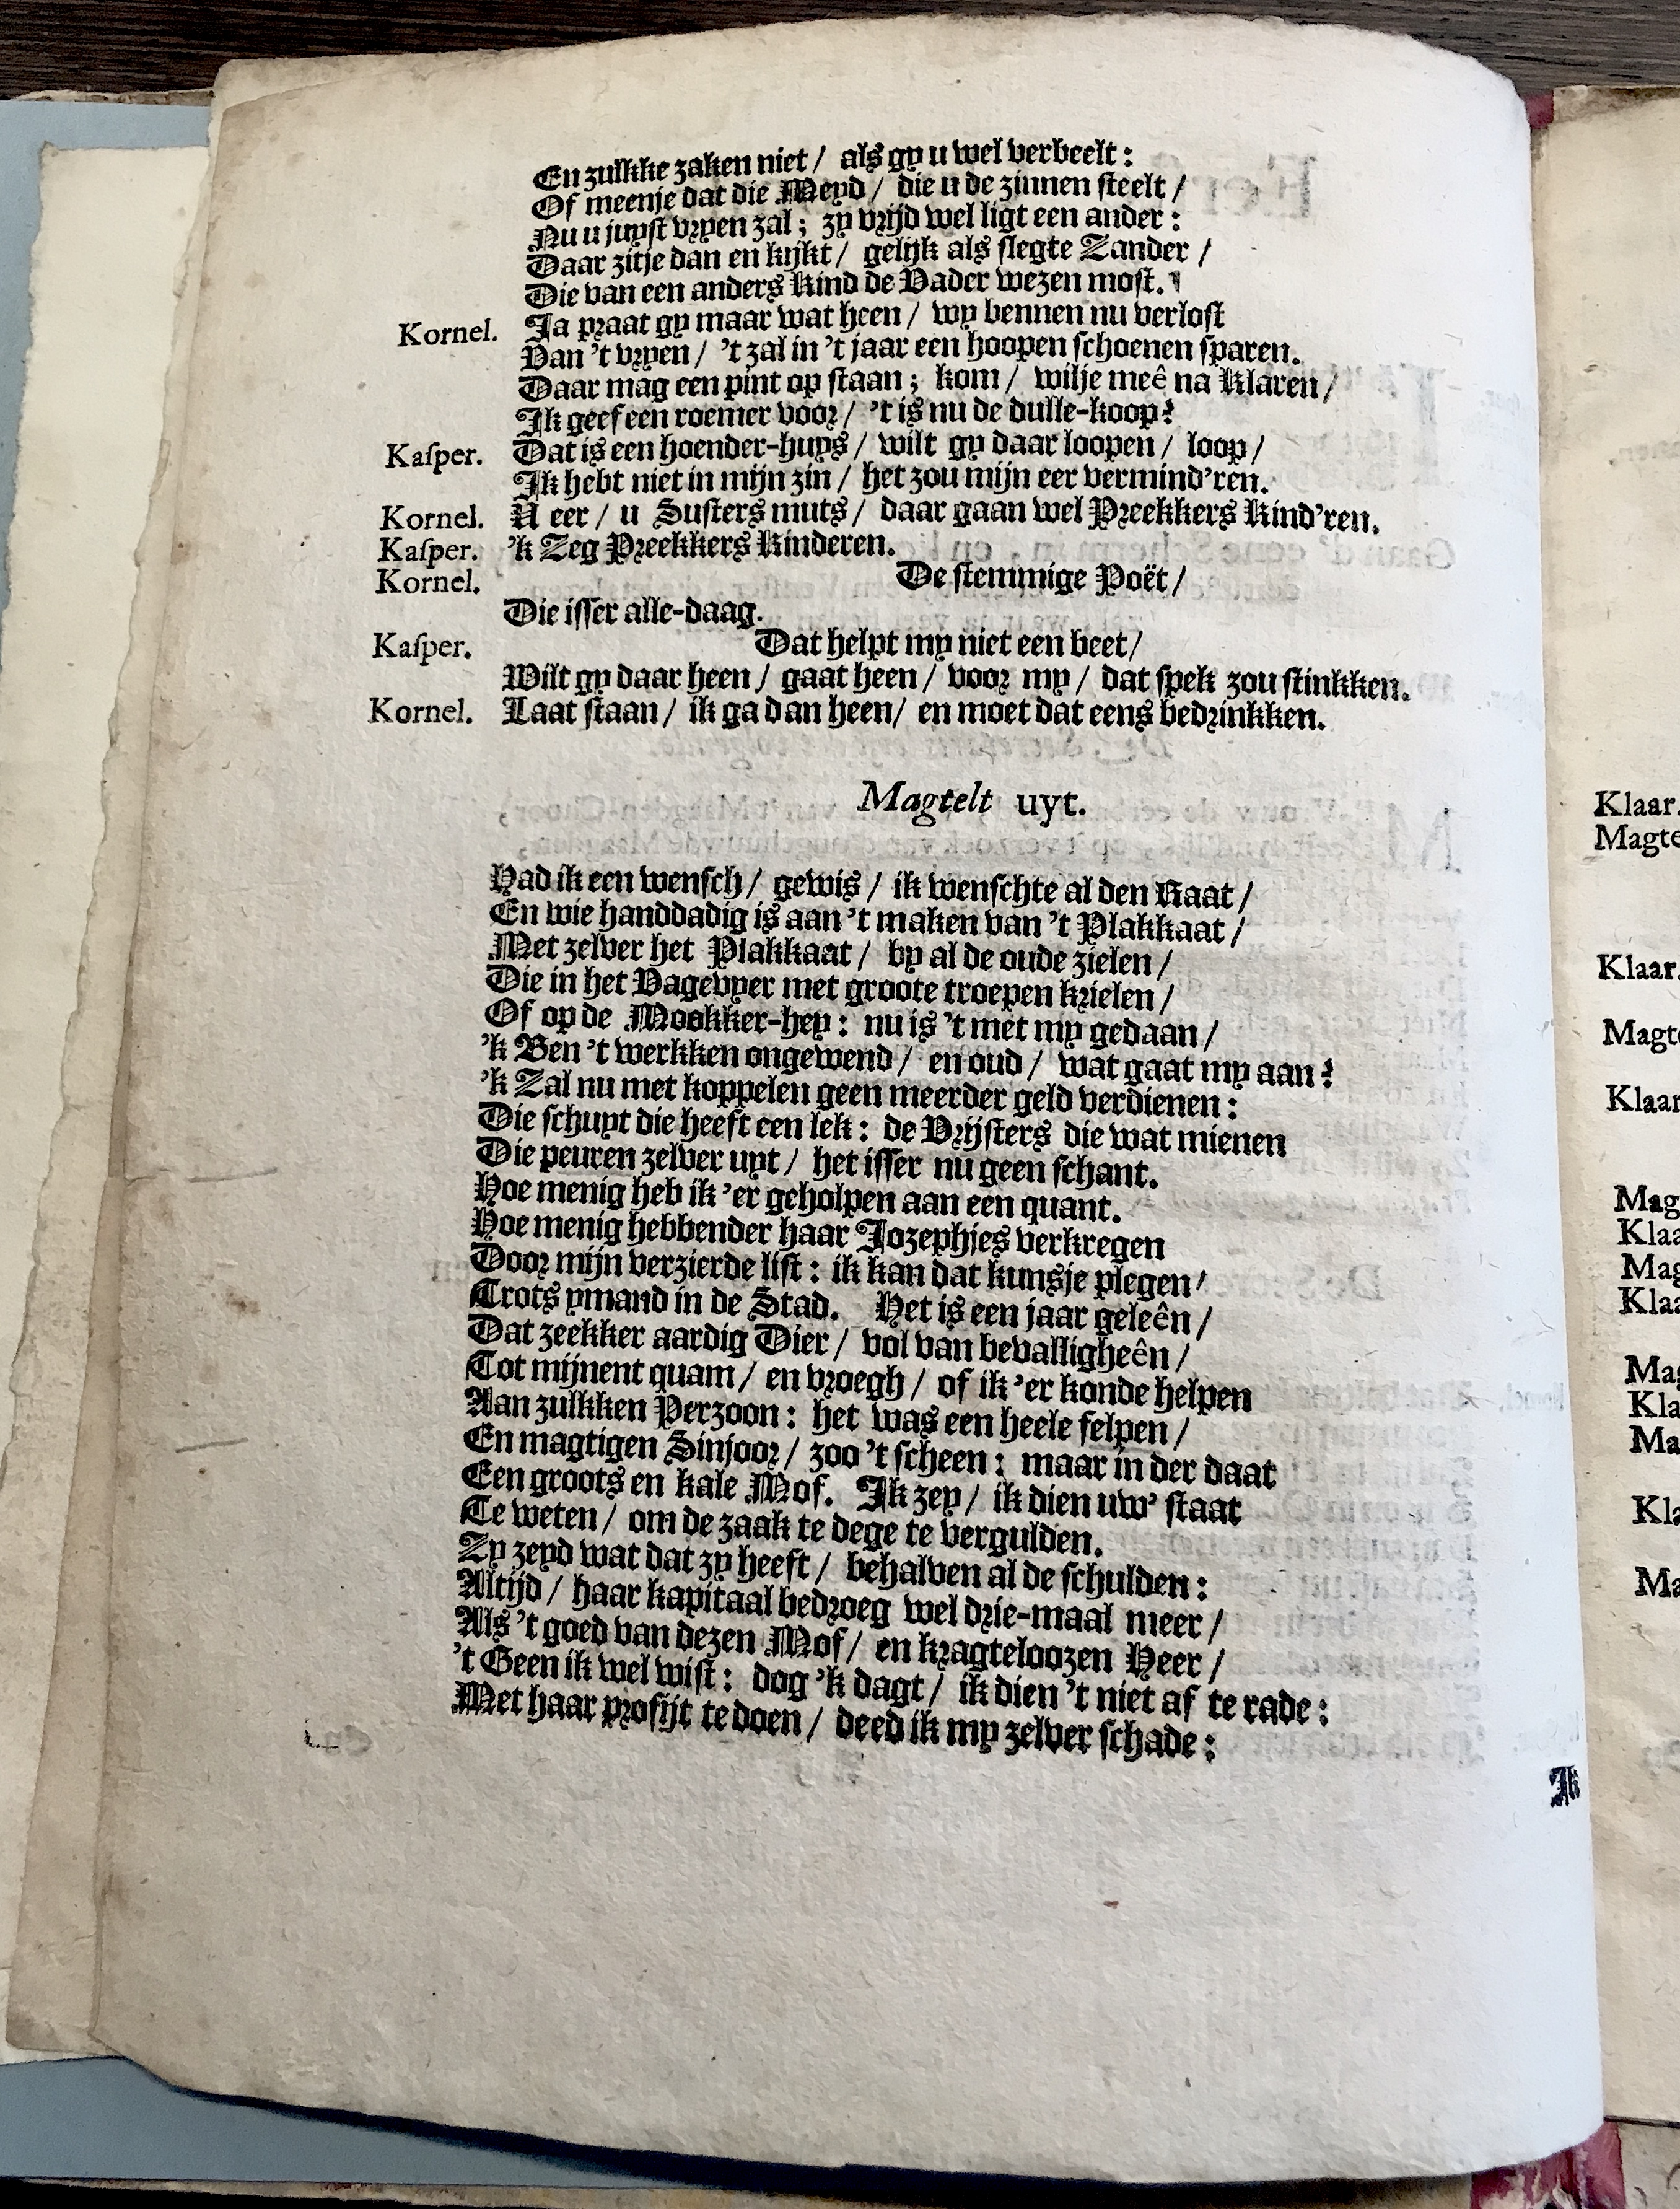 En zulkke zaken niet / als gy u wel verbeelt :
Of meenje dat die Meyd / die u de zinnen steelt /
Nu u juyst vryen zal ; zy vrijd wel ligt een ander :
Daar zitje dan en kijkt / gelijk als slegte Zander /
Die van een anders Kind de Vader wezen most.
Kornel. Ja praat gy maar wat heen / wy bennen nu verlost
Van 't vryen / 't zal in 't jaar een hoopen schoenen sparen.
Daar mag een pint op staan ; kom / wilje meê na Klaren /
Ik geef een roemer voor / 't is nu de dulle-koop?
Kasper. Dat is een hoender-huys / wilt gy daar loopen / loop /
Ik hebt niet in mijn zin / het zou mijn eer vermind'ren.
Kornel. U eer / u Susters muts / daar gaan wel Preekkers Kind'ren.
Kasper. 'k Zeg Preekkers Kinderen.
Kornel. De stemmige Poët /
Die isser alle-daag.
Kasper. Dat helpt my niet een beet /
Wilt gy daar heen / gaat heen / voor my / dat spek zou stinkken.
Kornel. Laat staan / ik ga dan heen / en moet dat eens bedrinkken.
Magtelt uyt.
Had ik een wensch / gewis / ik wenschte al den Raat /
En wie handdadig is aan 't maken van 't Plakkaat /
Met zelver het Plakkaat / by al de oude zielen /
Die in het Vagevyer met groote troepen krielen /
Of op de Mookker-hey : nu is 't met my gedaan /
'k Ben 't werkken ongewend / en oud / wat gaat my aan?
'k Zal nu met koppelen geen meerder geld verdienen :
Die schuyt die heeft een lek : de Vrijsters die wat mienen
Die peuren zelver uyt / het isser nu geen schant.
Hoe menig heb ik 'er geholpen aan een quant.
Hoe menig hebbender haar Jozephjes verkregen
Door mijn verzierde list : ik kan dat kunsje plegen /
Trots ymand in de Stad. Het is een jaar geleên /
Dat zeekker aardig Dier / vol van bevalligheên /
Tot mijnent quam / en vroegh / of ik 'er konde helpen
Aan zulkken Perzoon : het was een heele felpen /
En magtigen Sinjoor / zoo 't scheen : maar in der daat
Een groots en kale Mof. Ik zey / ik dien uw' staat
Te weten / om de zaak te dege te vergulden.
Zy zeyd wat dat zy heeft / behalven al de schulden :
Altijd / haar kapitaal bedroeg wel drie-maal meer /
Als 't goed van dezen Mof / en kragteloozen Heer /
't Geen ik wel wist : dog 'k dagt / ik dien 't niet af te rade :
Met haar profijt te doen / deed ik my zelver schade :
Ik
Klaar.
Klaar.